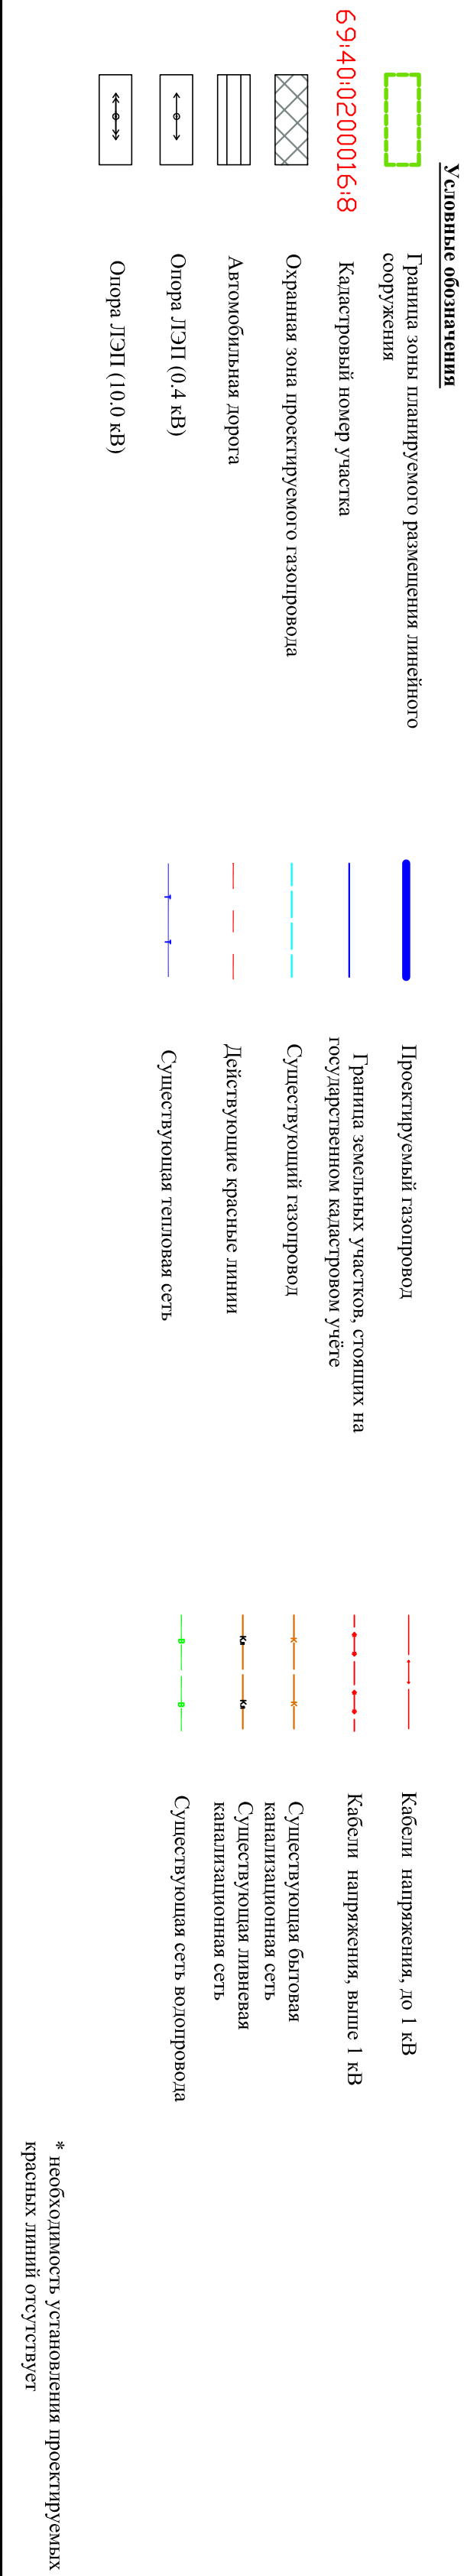 Условные обозначения
Граница зоны планируемого размещения линейного
сооружения
69:40:0200016:8
Кадастровый номер участка
Охранная зона проектируемого газопровода
Автомобильная дорога
Опора ЛЭП (0.4 кВ)
Опора ЛЭП (10.0 кВ)
Проектируемый газопровод
Граница земельных участков, стоящих на
государственном кадастровом учёте
Существующий газопровод
Действующие красные линии
т т
Существующая тепловая сеть
Кабели напряжения, до 1 кВ
Кабели напряжения, выше 1 кВ
К К
Существующая бытовая
канализационная сеть
Кл Кл
Существующая ливневая
канализационная сеть
В В
Существующая сеть водопровода
* необходимость установления проектируемых
красных линий отсутствует